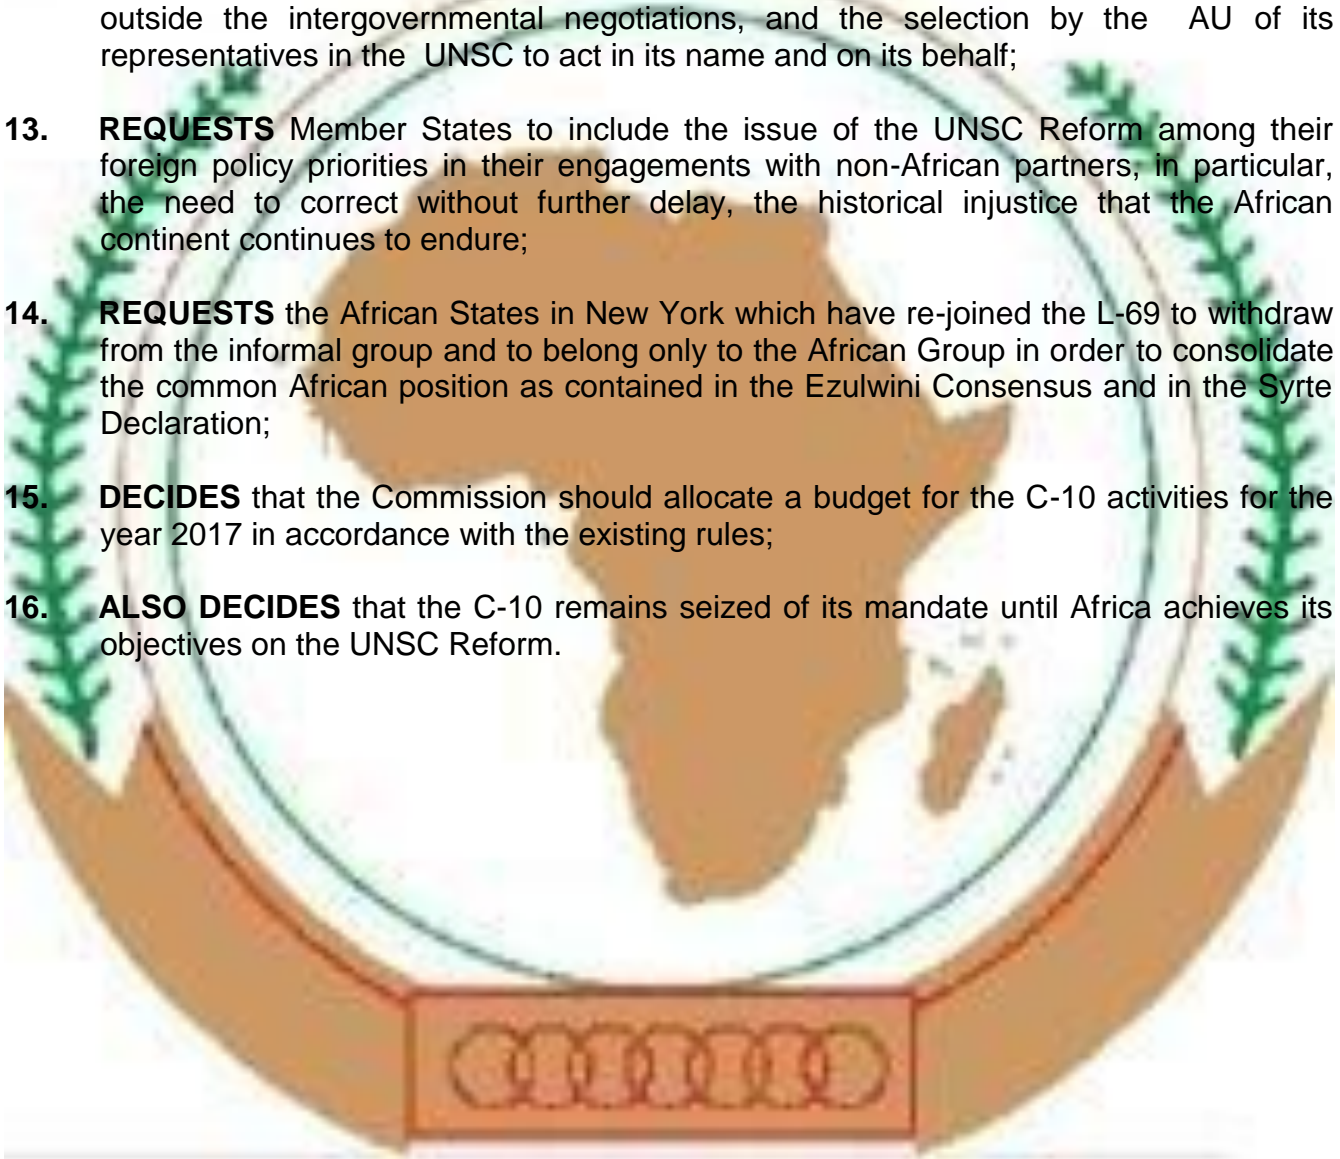 outside the intergovernmental negotiations, and the selection by the AU of its
representatives in the UNSC to act in its name and on its behalf;
13. REQUESTS Member States to include the issue of the UNSC Reform among their
foreign policy priorities in their engagements with non-African partners, in particular,
the need to correct without further delay, the historical injustice that the African
continent continues to endure;
14. REQUESTS the African States in New York which have re-joined the L-69 to withdraw
from the informal group and to belong only to the African Group in order to consolidate
the common African position as contained in the Ezulwini Consensus and in the Syrte
Declaration;
15. DECIDES that the Commission should allocate a budget for the C-10 activities for the
year 2017 in accordance with the existing rules;
16. ALSO DECIDES that the C-10 remains seized of its mandate until Africa achieves its
objectives on the UNSC Reform.